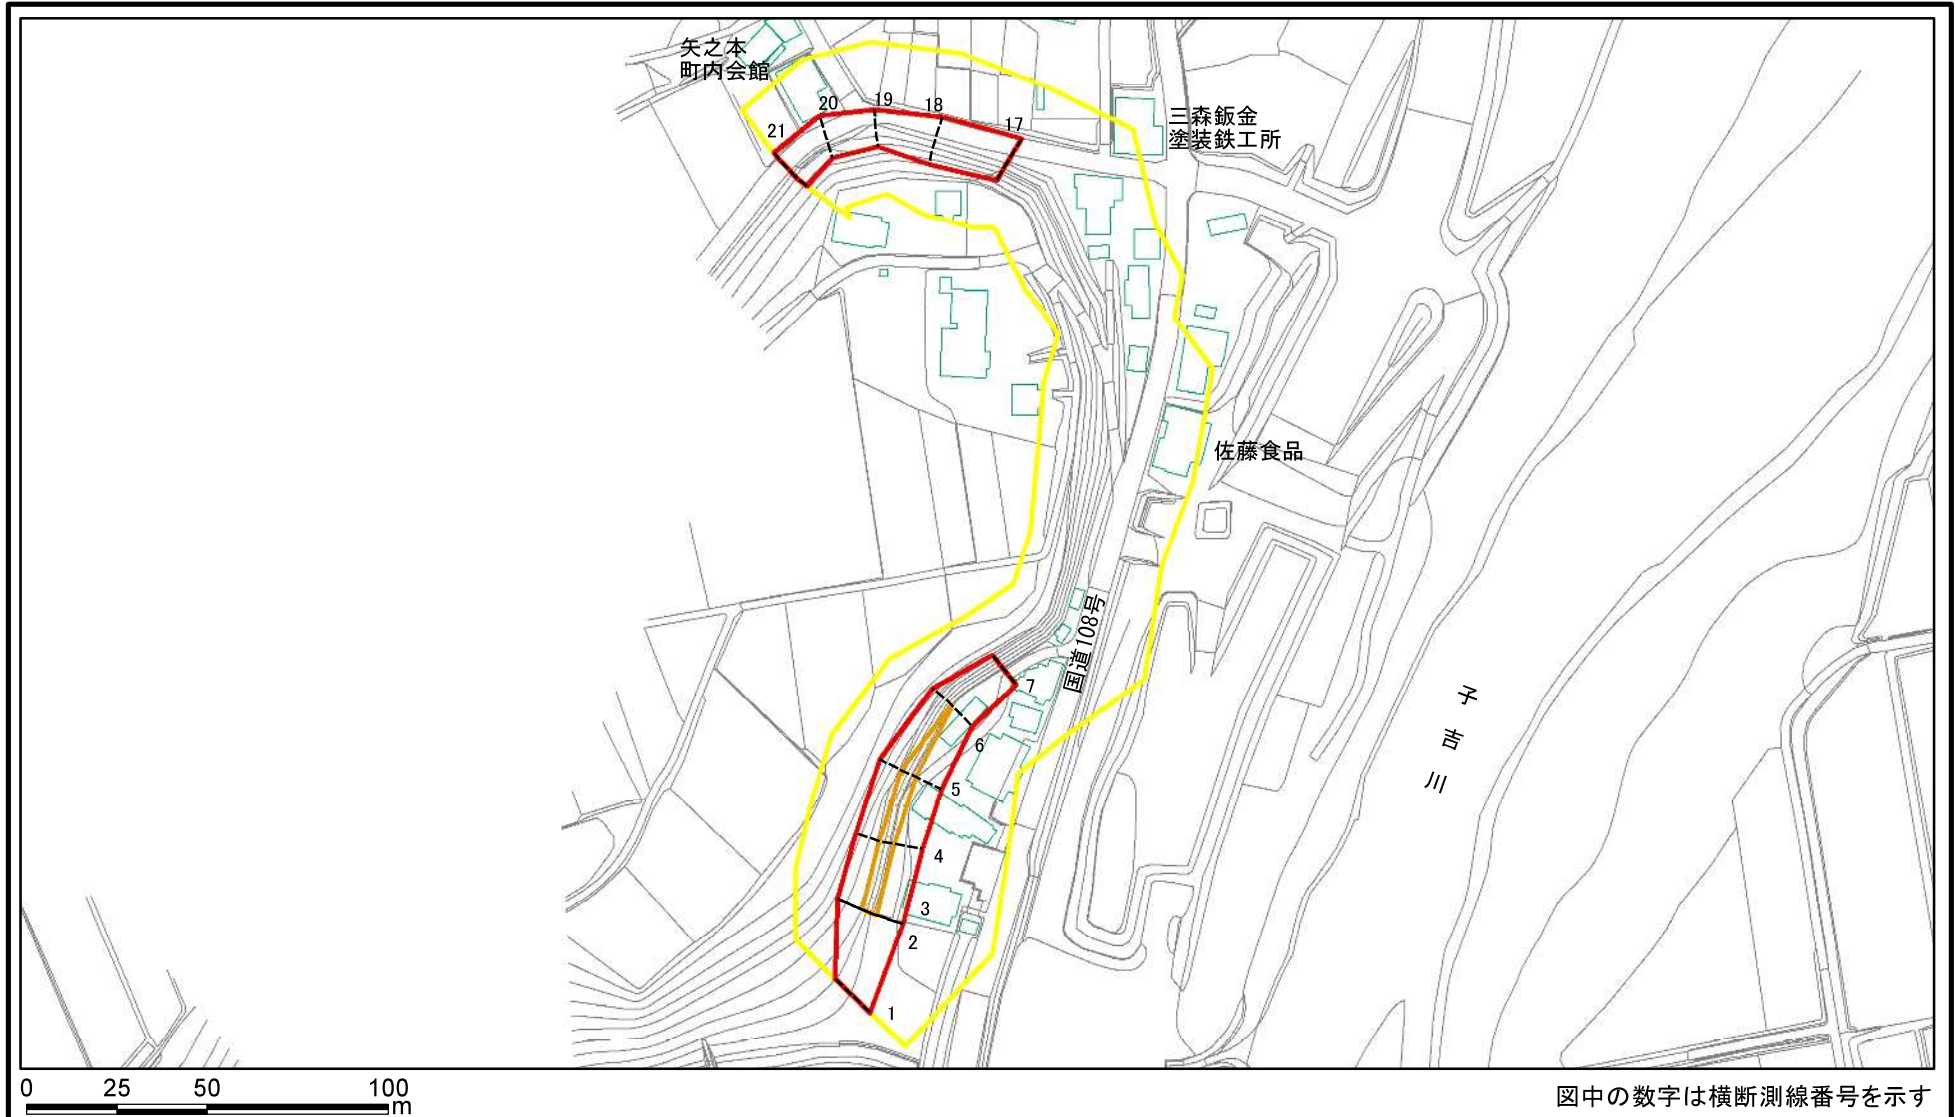 矢之本
町内会館
20
19
18
17
21
三森鈑金
塗装鉄工所
佐藤食品
国道108号
7
6
5
4
3
2
1
子吉川
0 25 50 100
m
図中の数字は横断測線番号を示す